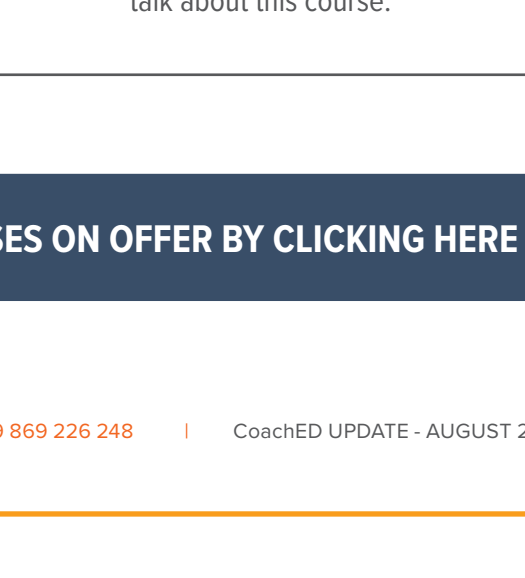 talk about this course.
SES ON OFFER BY CLICKING HERE
9 869 226 248 | CoachED UPDATE - AUGUST 2